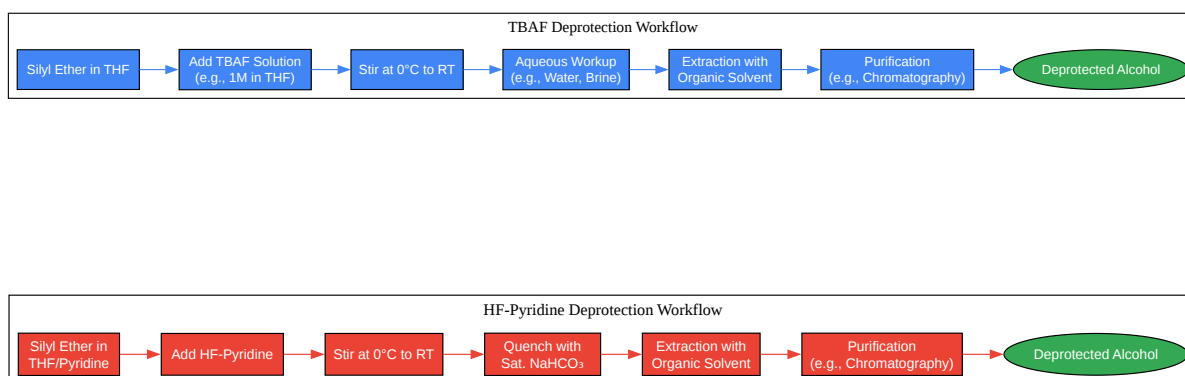 TBAF Deprotection Workflow
Silyl Ether in THF
Add TBAF Solution
(e.g., 1M in THF)
Stir at 0°C to RT
Aqueous Workup
(e.g., Water, Brine)
Extraction with
Organic Solvent
Purification
(e.g., Chromatography)
Deprotected Alcohol
HF-Pyridine Deprotection Workflow
Silyl Ether in
THF/Pyridine
Add HF-Pyridine
Stir at 0°C to RT
Quench with
Sat. NaHCO₃
Extraction with
Organic Solvent
Purification
(e.g., Chromatography)
Deprotected Alcohol